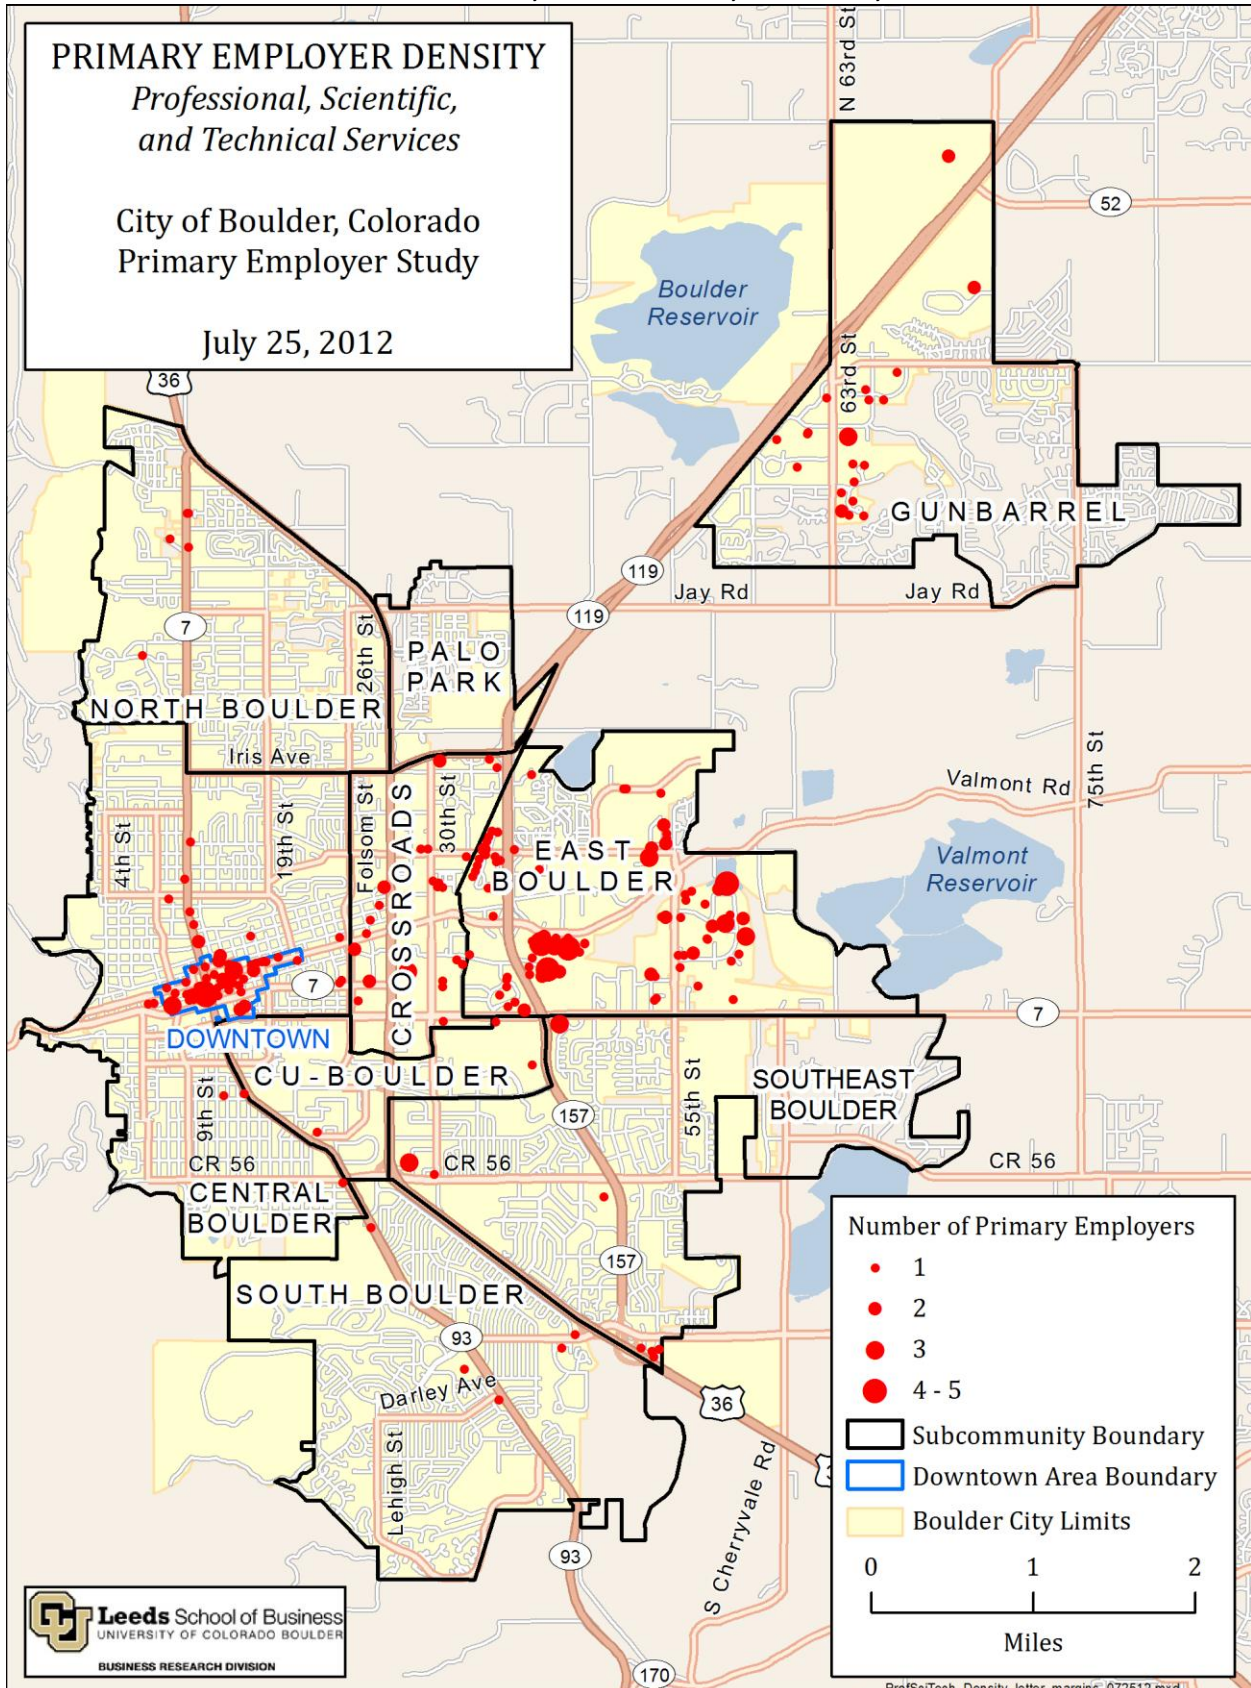 PRIMARY EMPLOYER DENSITY
Professional, Scientific,
and Technical Services
City of Boulder, Colorado
Primary Employer Study
July 25, 2012
N 63rd St
52
Boulder
Reservoir
36
63rd St
GUNBARREL
119
Jay Rd
Jay Rd
119
7
26th St
PALO
PARK
NORTH BOULDER
Iris Ave
75th St
Valmont Rd
4th St
19th St
Folsom St
CROSSROADS
30th St
EAST
BOULDER
Valmont
Reservoir
7
7
DOWNTOWN
CU-BOULDER
9th St
55th St
SOUTHEAST
BOULDER
157
CR 56
CR 56
CR 56
CENTRAL
BOULDER
157
SOUTH BOULDER
93
Darley Ave
36
Lehigh St
S Cherryvale Rd
93
170
Number of Primary Employers
1
2
3
4 - 5
Subcommunity Boundary
Downtown Area Boundary
Boulder City Limits
0 1 2
Miles
CU
Leeds School of Business
UNIVERSITY OF COLORADO BOULDER
BUSINESS RESEARCH DIVISION